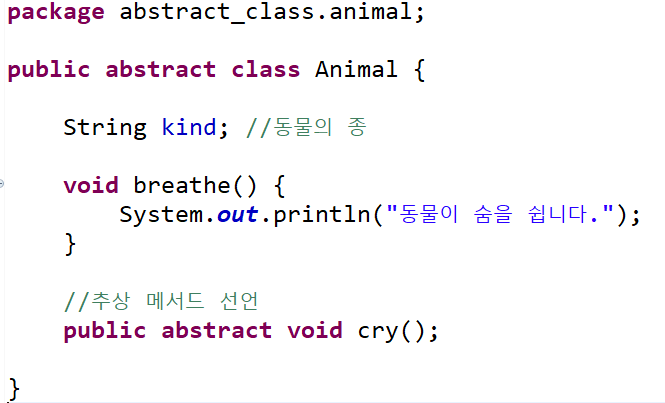 package abstract_class.animal;
public abstract class Animal {
String kind; //동물의 종
void breathe() {
System.out.println("동물이 숨을 쉽니다.");
}
//추상 메서드 선언
public abstract void cry();
}